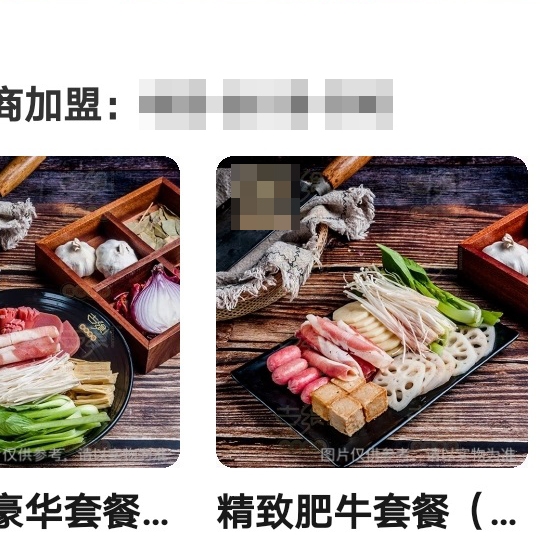 商加盟：
仅供参考，请以实物为准
图片仅供参考，请以实物为准
豪华套餐...
精致肥牛套餐（...